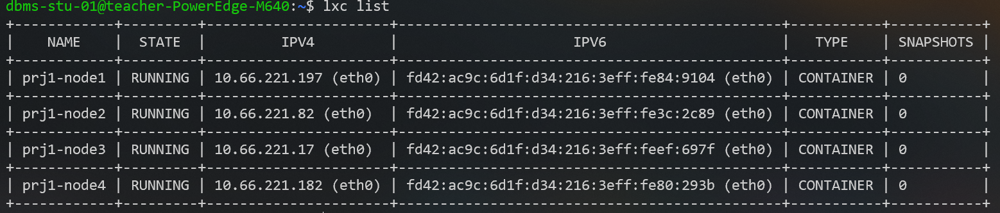 dbms-stu-01@teacher-PowerEdge-M640:~$ lxc list
+------------+---------+----------------------+-----------------------------------------------+-----------+-----------+
|    NAME    |  STATE  |         IPV4         |                     IPV6                      |   TYPE    | SNAPSHOTS |
+------------+---------+----------------------+-----------------------------------------------+-----------+-----------+
| prj1-node1 | RUNNING | 10.66.221.197 (eth0) | fd42:ac9c:6d1f:d34:216:3eff:fe84:9104 (eth0) | CONTAINER | 0         |
+------------+---------+----------------------+-----------------------------------------------+-----------+-----------+
| prj1-node2 | RUNNING | 10.66.221.82 (eth0)  | fd42:ac9c:6d1f:d34:216:3eff:fe3c:2c89 (eth0) | CONTAINER | 0         |
+------------+---------+----------------------+-----------------------------------------------+-----------+-----------+
| prj1-node3 | RUNNING | 10.66.221.17 (eth0)  | fd42:ac9c:6d1f:d34:216:3eff:feef:697f (eth0) | CONTAINER | 0         |
+------------+---------+----------------------+-----------------------------------------------+-----------+-----------+
| prj1-node4 | RUNNING | 10.66.221.182 (eth0) | fd42:ac9c:6d1f:d34:216:3eff:fe80:293b (eth0) | CONTAINER | 0         |
+------------+---------+----------------------+-----------------------------------------------+-----------+-----------+